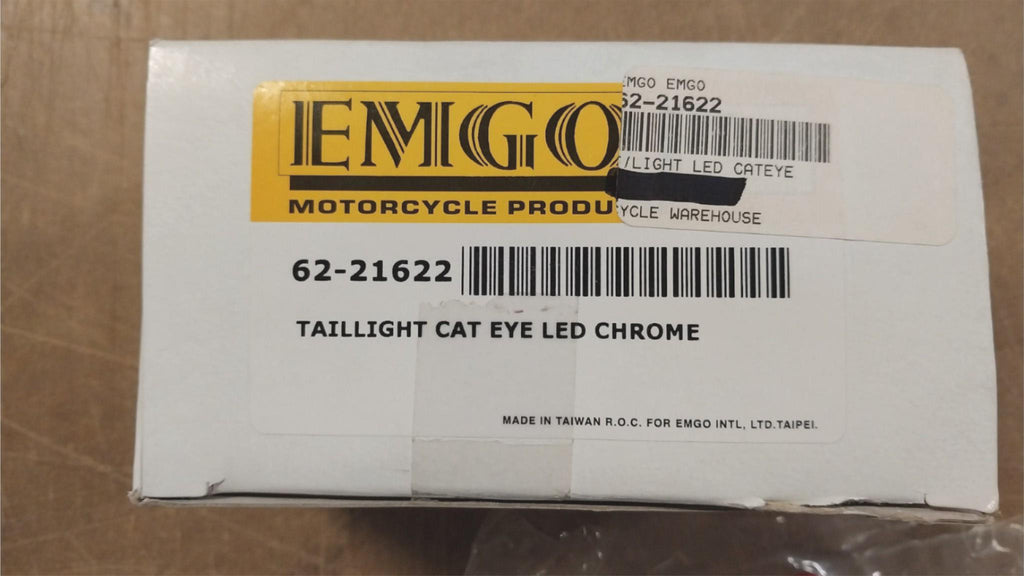 EMGO
MOTORCYCLE PRODU
EMGO EMGO
62-21622
/LIGHT LED CATEYE
YCLE WAREHOUSE
62-21622
TAILLIGHT CAT EYE LED CHROME
MADE IN TAIWAN R.O.C. FOR EMGO INTL, LTD.TAIPEI.